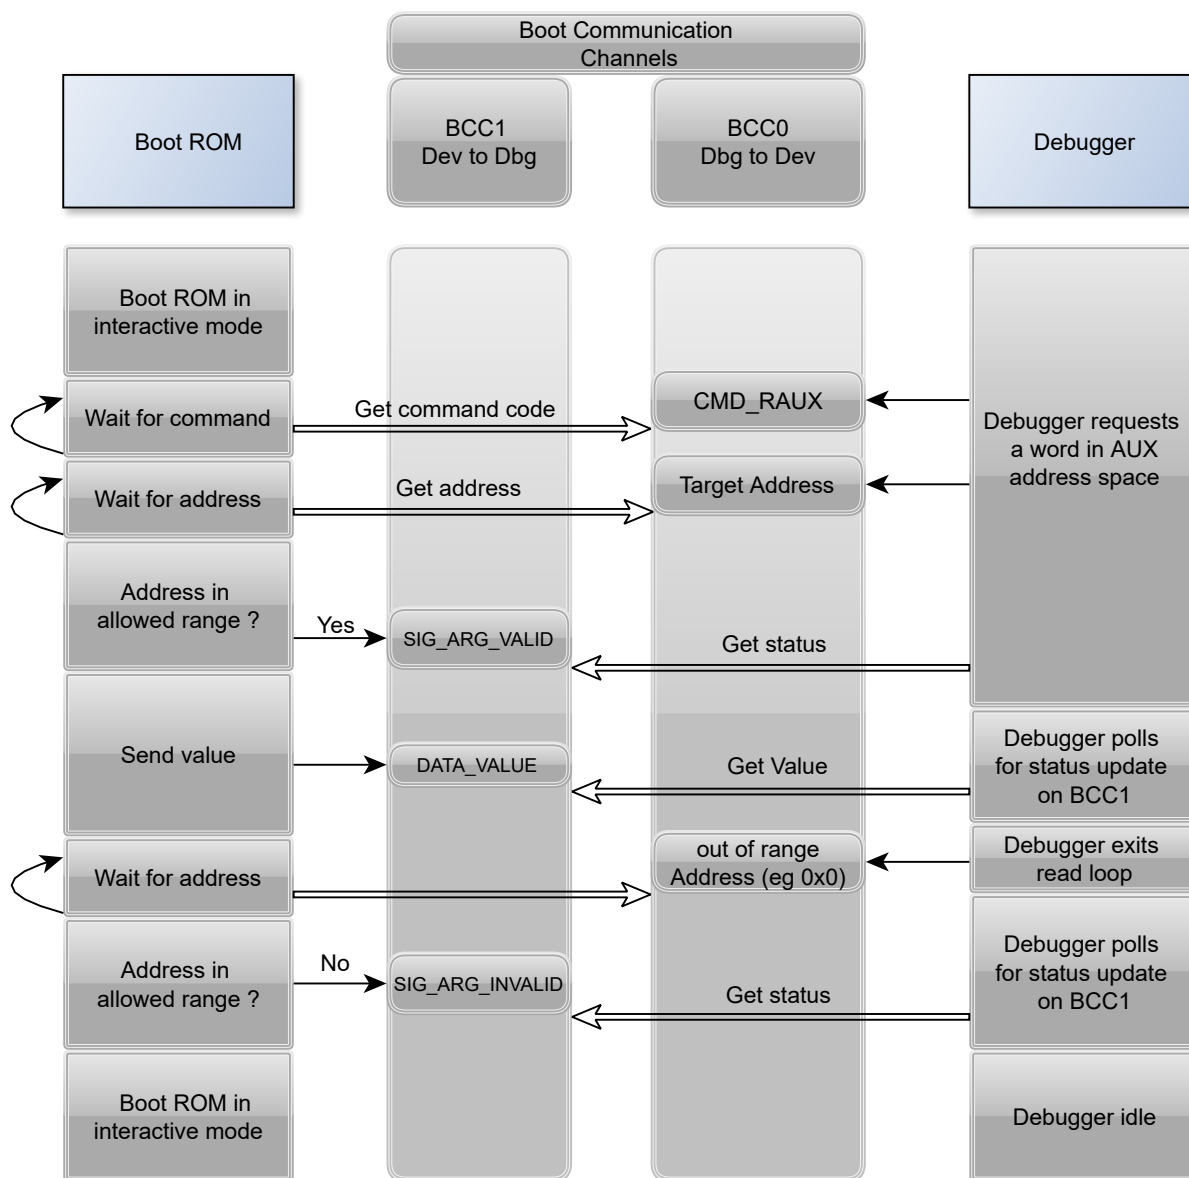 Boot Communication
Channels
Boot ROM
BCC1
Dev to Dbg
BCC0
Dbg to Dev
Debugger
Boot ROM in
interactive mode
Debugger requests
a word in AUX
address space
Wait for command
Get command code
CMD_RAUX
Wait for address
Get address
Target Address
Address in
allowed range ?
Yes
SIG_ARG_VALID
Get status
Send value
DATA_VALUE
Get Value
Debugger polls
for status update
on BCC1
Wait for address
out of range
Address (eg 0x0)
Debugger exits
read loop
Address in
allowed range ?
No
SIG_ARG_INVALID
Get status
Debugger polls
for status update
on BCC1
Boot ROM in
interactive mode
Debugger idle